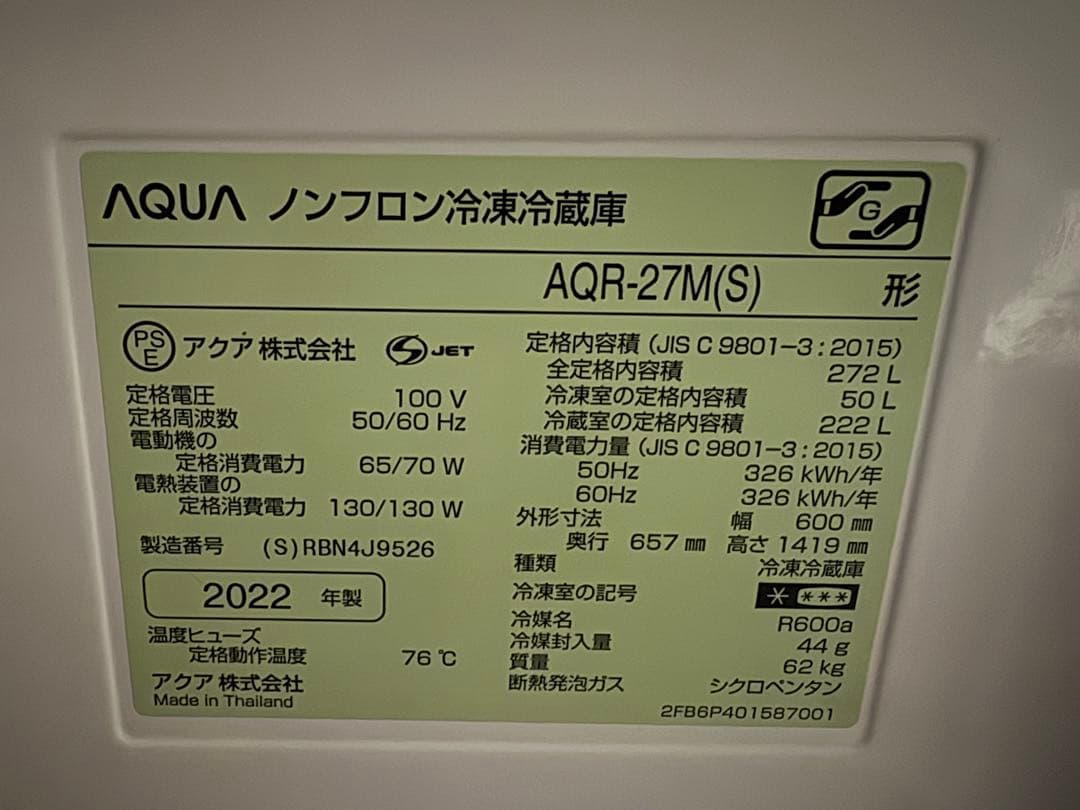 AQUA ノンフロン冷凍冷蔵庫
G
AQR-27M(S) 形
PSE アクア 株式会社 S JET
定格電圧 100 V
定格周波数 50/60 Hz
電動機の
定格消費電力 65/70 W
電熱装置の
定格消費電力 130/130 W
製造番号 (S)RBN4J9526
2022 年製
温度ヒューズ
定格動作温度 76 ℃
アクア 株式会社
Made in Thailand
定格内容積 (JIS C 9801-3:2015)
全定格内容積 272 L
冷凍室の定格内容積 50 L
冷蔵室の定格内容積 222 L
消費電力量 (JIS C 9801-3:2015)
50Hz 326 kWh/年
60Hz 326 kWh/年
外形寸法 幅 600 mm
奥行 657 mm 高さ 1419 mm
種類 冷凍冷蔵庫
冷凍室の記号 * ***
冷媒名 R600a
冷媒封入量 44 g
質量 62 kg
断熱発泡ガス シクロペンタン
2FB6P401587001